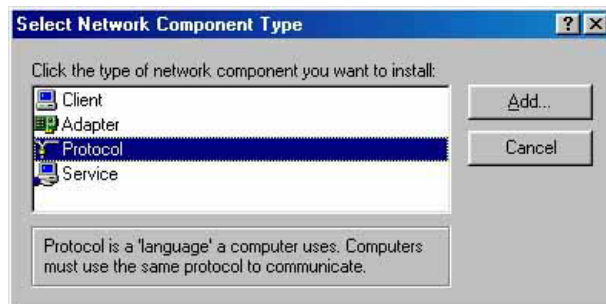 Select Network Component Type
Click the type of network component you want to install:
Client
Adapter
Protocol
Service
Add...
Cancel
Protocol is a 'language' a computer uses. Computers
must use the same protocol to communicate.